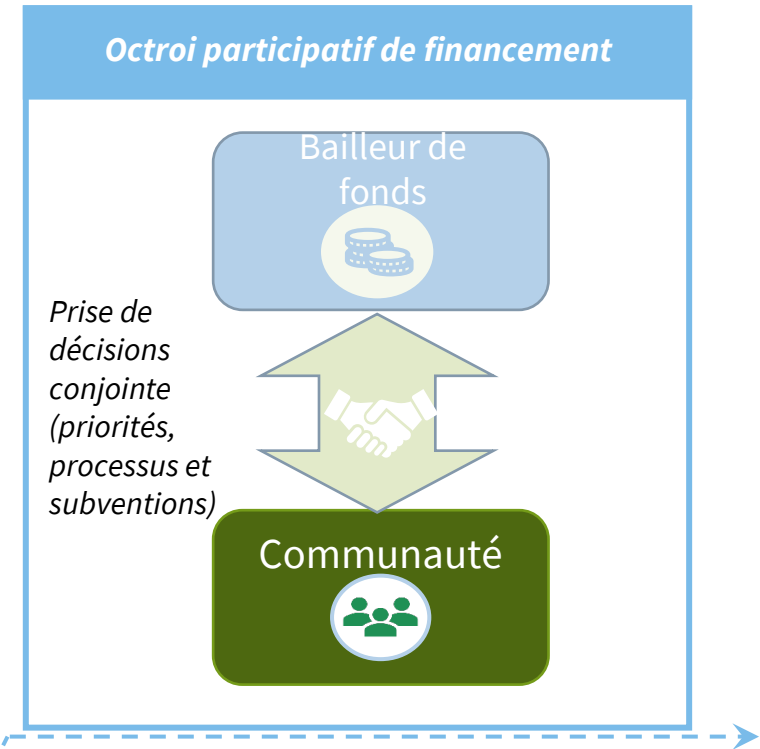 Octroi participatif de financement
Bailleur de
fonds
Prise de
décisions
conjointe
(priorités,
processus et
subventions)
Communauté